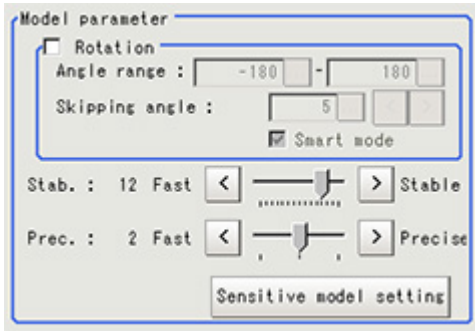 Model parameter
Rotation
Angle range : -180 - 180
Skipping angle : 5 < >
Smart mode
Stab. : 12 Fast < > Stable
Prec. : 2 Fast < > Precise
Sensitive model setting